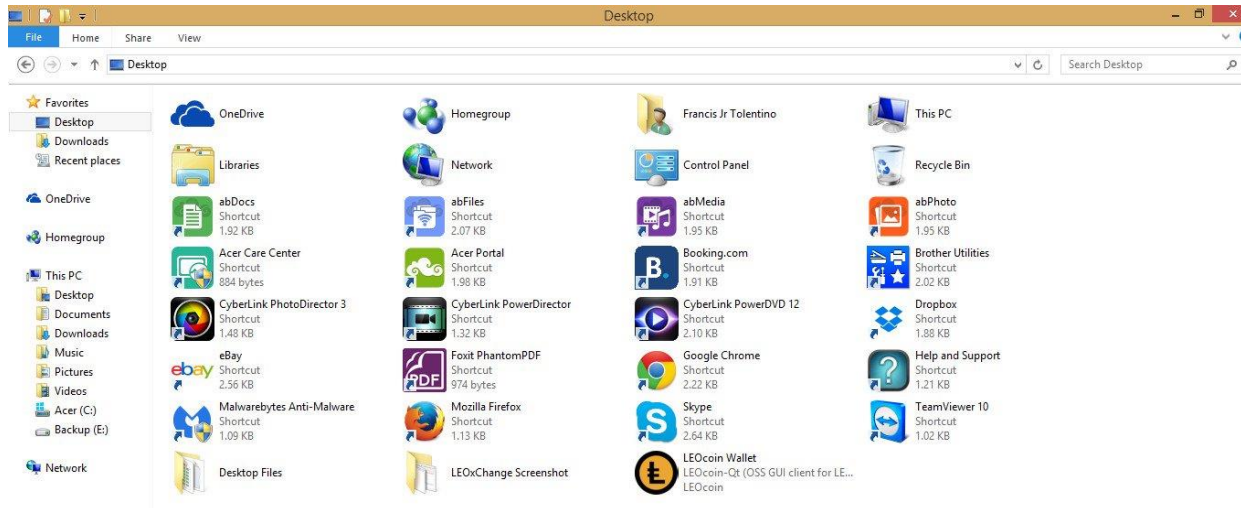 Desktop
File Home Share View
Desktop
Search Desktop
Favorites
Desktop
Downloads
Recent places
OneDrive
Homegroup
This PC
Desktop
Documents
Downloads
Music
Pictures
Videos
Acer (C:)
Backup (E:)
Network
OneDrive
Homegroup
Francis Jr Tolentino
This PC
Libraries
Network
Control Panel
Recycle Bin
abDocs
Shortcut
1.92 KB
abFiles
Shortcut
2.07 KB
abMedia
Shortcut
1.95 KB
abPhoto
Shortcut
1.95 KB
Acer Care Center
Shortcut
884 bytes
Acer Portal
Shortcut
1.98 KB
B.
Booking.com
Shortcut
1.91 KB
Brother Utilities
Shortcut
2.02 KB
CyberLink PhotoDirector 3
Shortcut
1.48 KB
CyberLink PowerDirector
Shortcut
1.32 KB
CyberLink PowerDVD 12
Shortcut
2.10 KB
Dropbox
Shortcut
1.88 KB
ebay
eBay
Shortcut
2.56 KB
PDF
Foxit PhantomPDF
Shortcut
974 bytes
Google Chrome
Shortcut
2.22 KB
?
Help and Support
Shortcut
1.21 KB
Malwarebytes Anti-Malware
Shortcut
1.09 KB
Mozilla Firefox
Shortcut
1.13 KB
S
Skype
Shortcut
2.64 KB
TeamViewer 10
Shortcut
1.02 KB
Desktop Files
LEOxChange Screenshot
LEOcoin Wallet
LEOcoin-Qt (OSS GUI client for LE...
LEOcoin